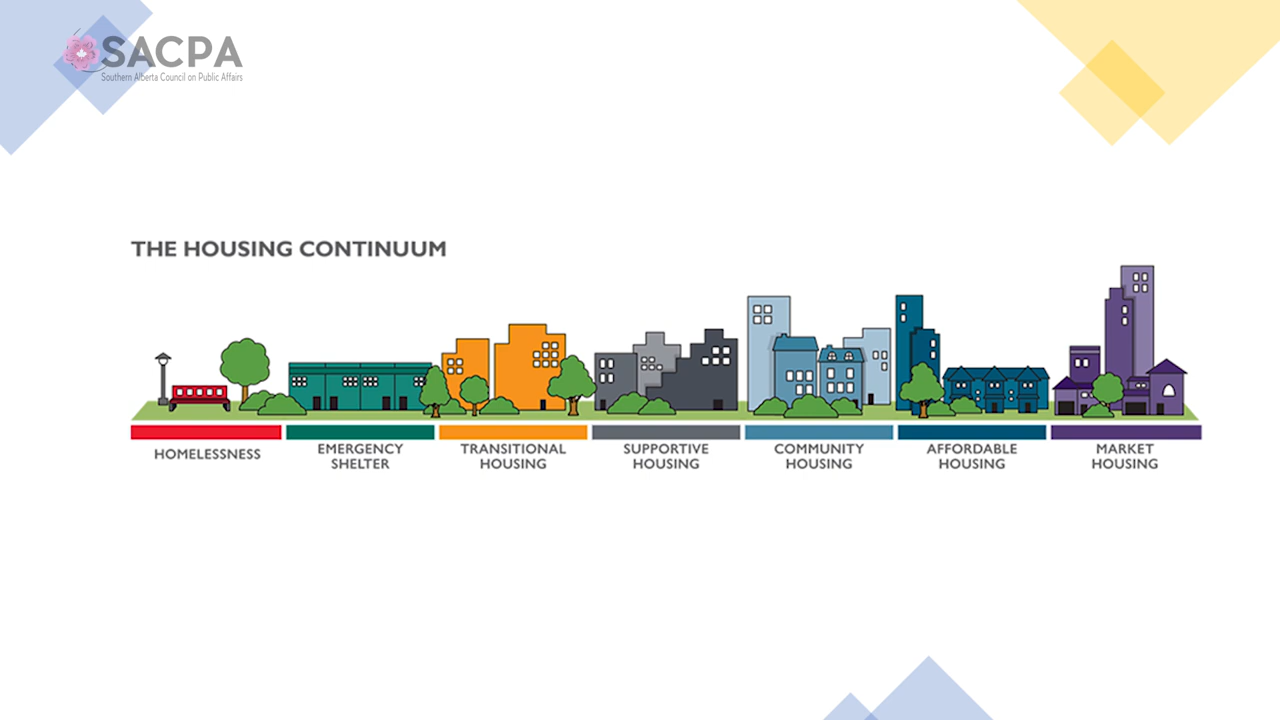 SACPA
Southern Alberta Council on Public Affairs
THE HOUSING CONTINUUM
HOMELESSNESS
EMERGENCY
SHELTER
TRANSITIONAL
HOUSING
SUPPORTIVE
HOUSING
COMMUNITY
HOUSING
AFFORDABLE
HOUSING
MARKET
HOUSING